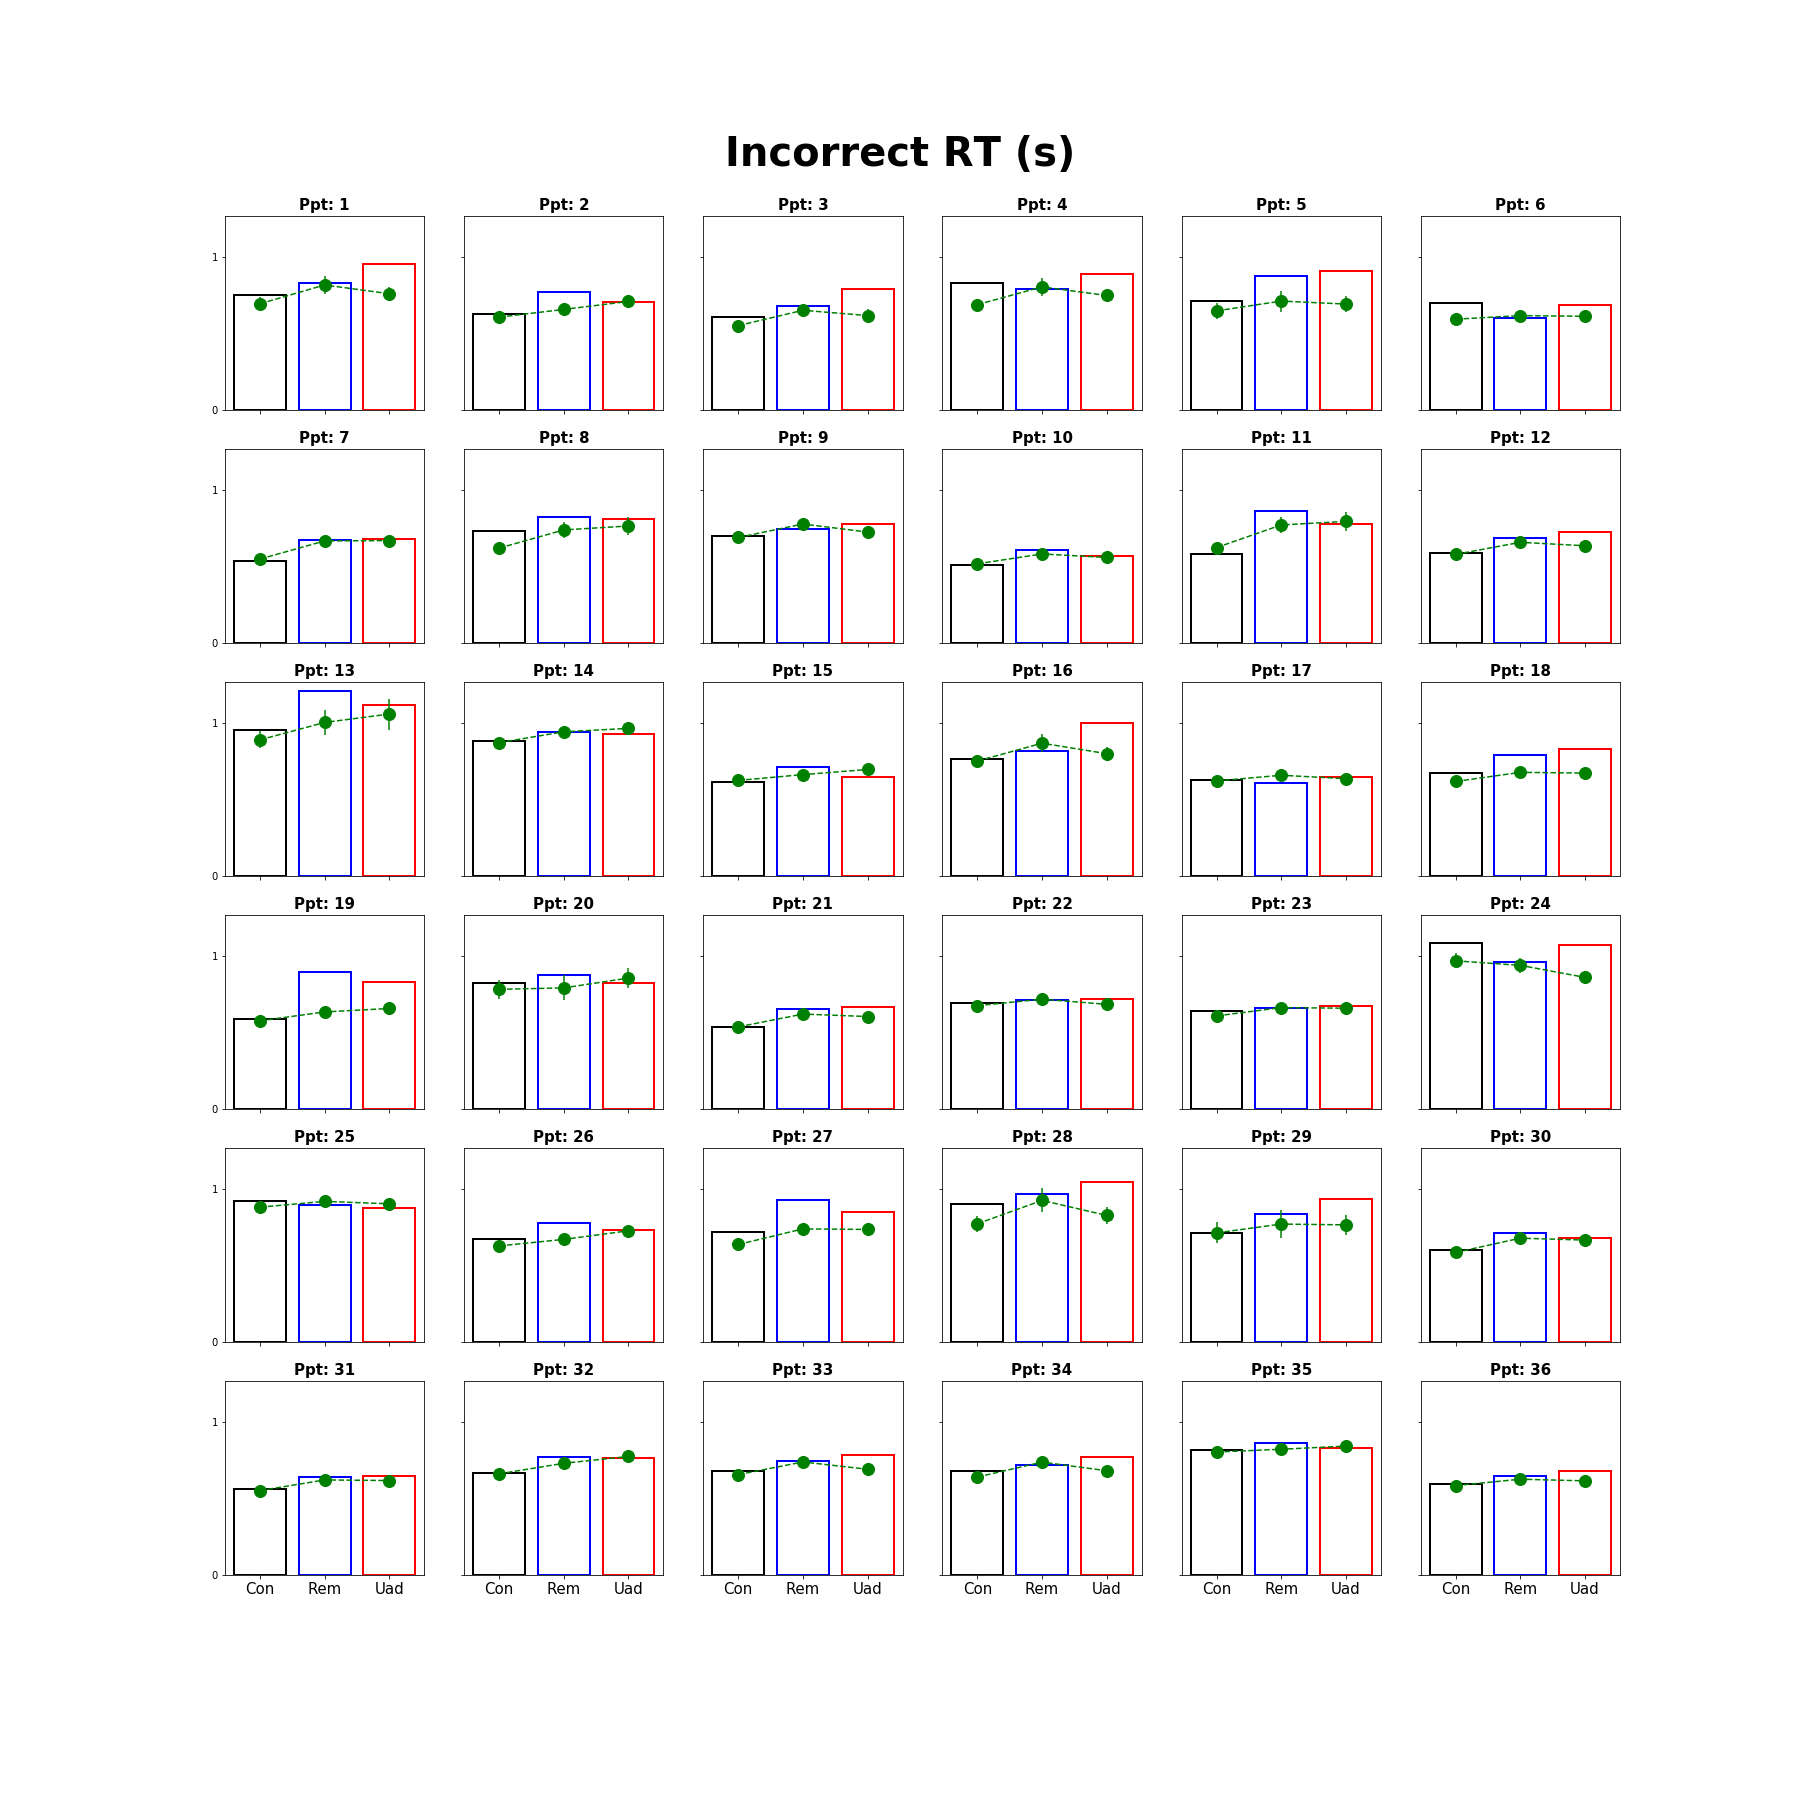 Incorrect RT (s)
Ppt: 1 Ppt: 2 Ppt: 3 Ppt: 4 Ppt: 5 Ppt: 6
1
0
Ppt: 7 Ppt: 8 Ppt: 9 Ppt: 10 Ppt: 11 Ppt: 12
1
0
Ppt: 13 Ppt: 14 Ppt: 15 Ppt: 16 Ppt: 17 Ppt: 18
1
0
Ppt: 19 Ppt: 20 Ppt: 21 Ppt: 22 Ppt: 23 Ppt: 24
1
0
Ppt: 25 Ppt: 26 Ppt: 27 Ppt: 28 Ppt: 29 Ppt: 30
1
0
Ppt: 31 Ppt: 32 Ppt: 33 Ppt: 34 Ppt: 35 Ppt: 36
1
0
Con Rem Uad Con Rem Uad Con Rem Uad Con Rem Uad Con Rem Uad Con Rem Uad